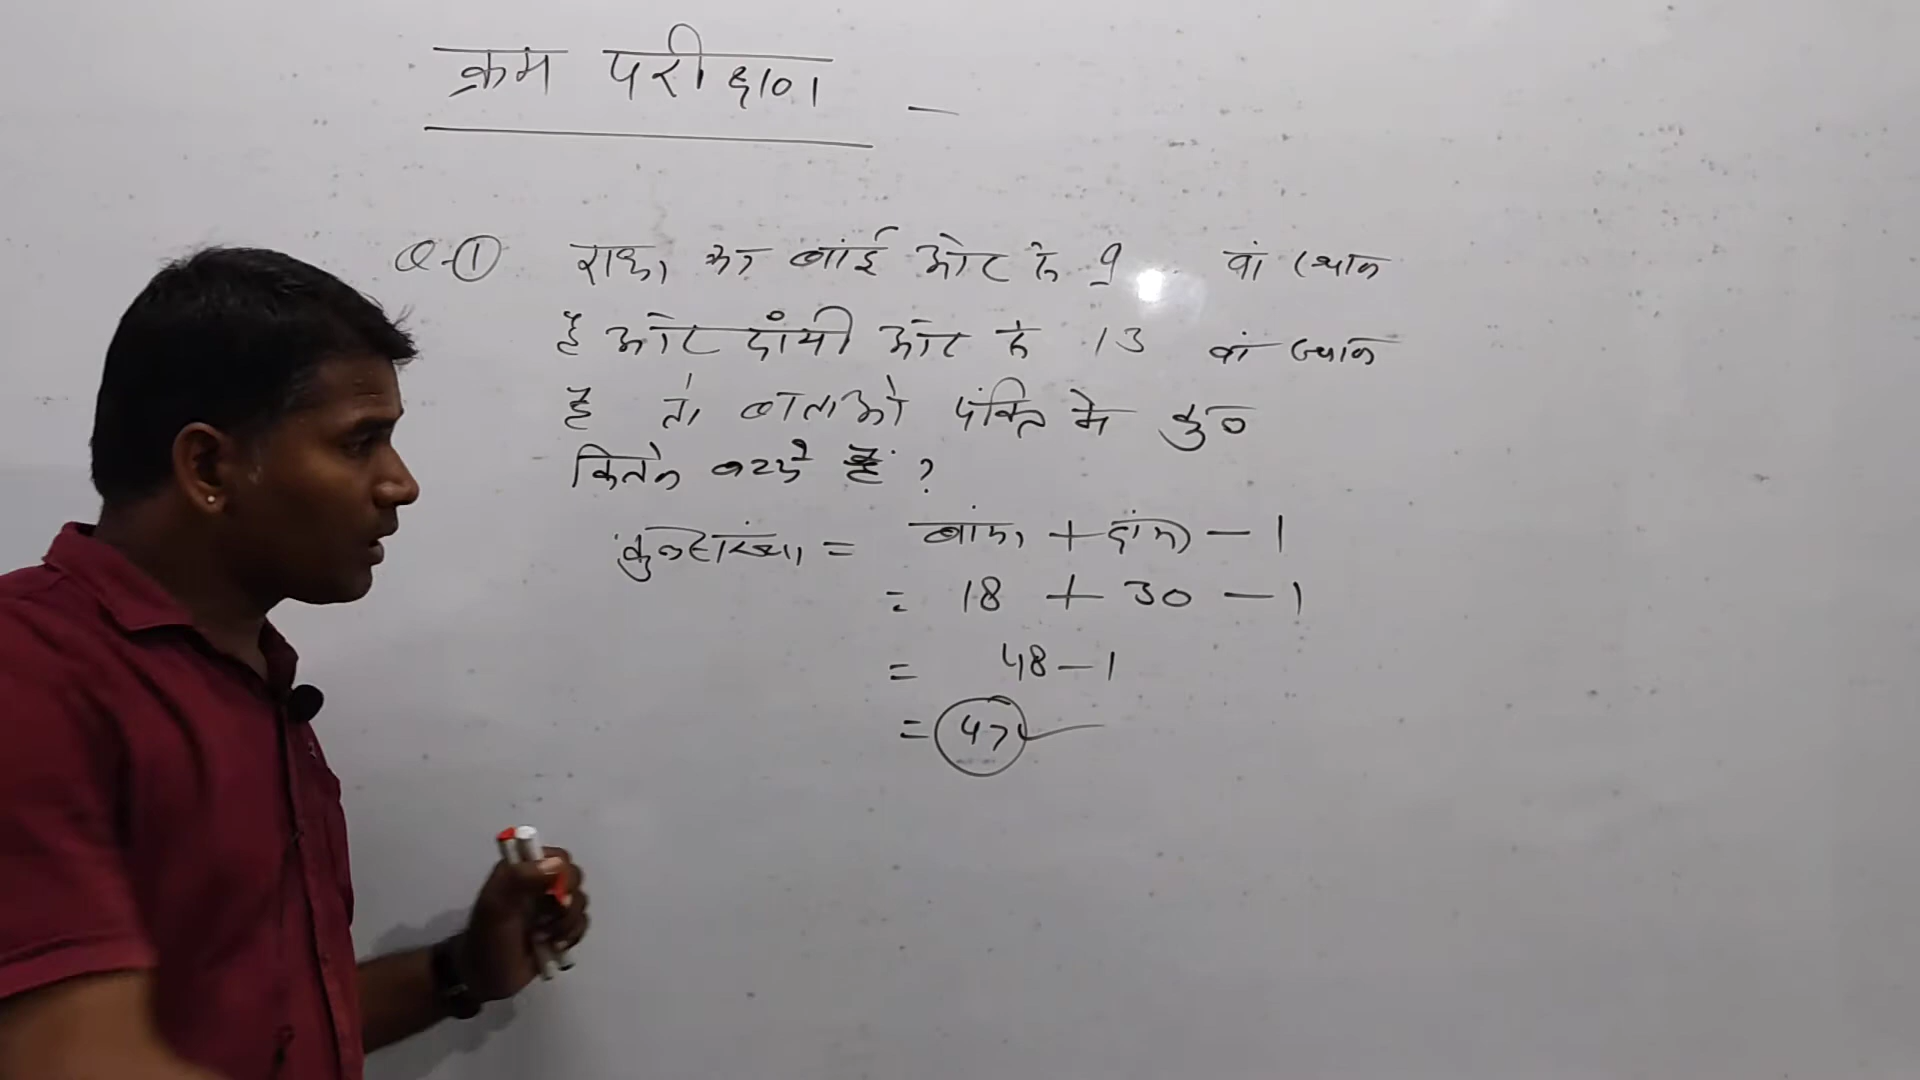 क्रम परीक्षण -
Q-① राधा का बांई ओर से 9 वां स्थान
है और दांयी ओर से 13 वां स्थान
है तो बताओ पंक्ति मे कुल
कितने बच्चे हैं ?
कुल संख्या = बांया + दांया - 1
= 18 + 30 - 1
= 48 - 1
= 47